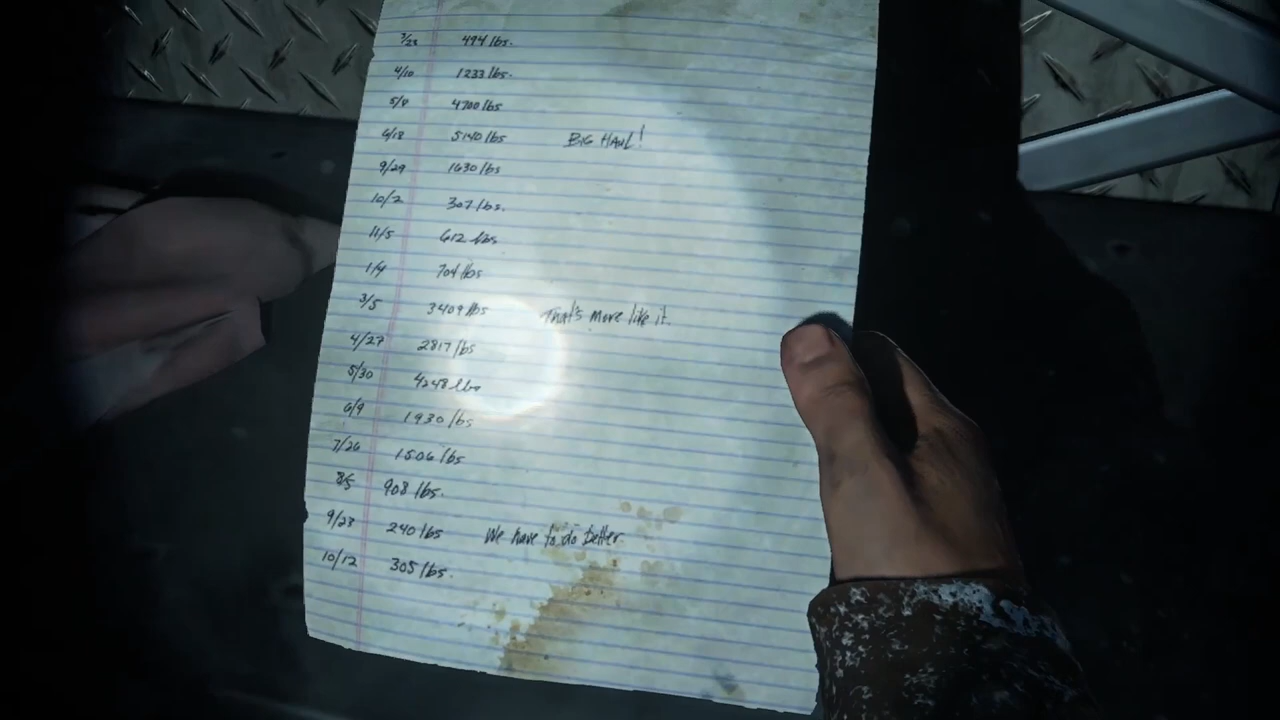 3/23 494 lbs.
4/10 1233 lbs.
5/8 4700 lbs
6/18 5140 lbs BIG HAUL!
9/29 1630 lbs
10/2 307 lbs.
11/5 612 lbs
1/4 704 lbs
3/5 3409 lbs That's more like it.
4/27 2817 lbs
5/30 4248 lbs
6/9 1930 lbs
7/26 1506 lbs
8/5 908 lbs.
9/23 240 lbs We have to do better.
10/12 305 lbs.